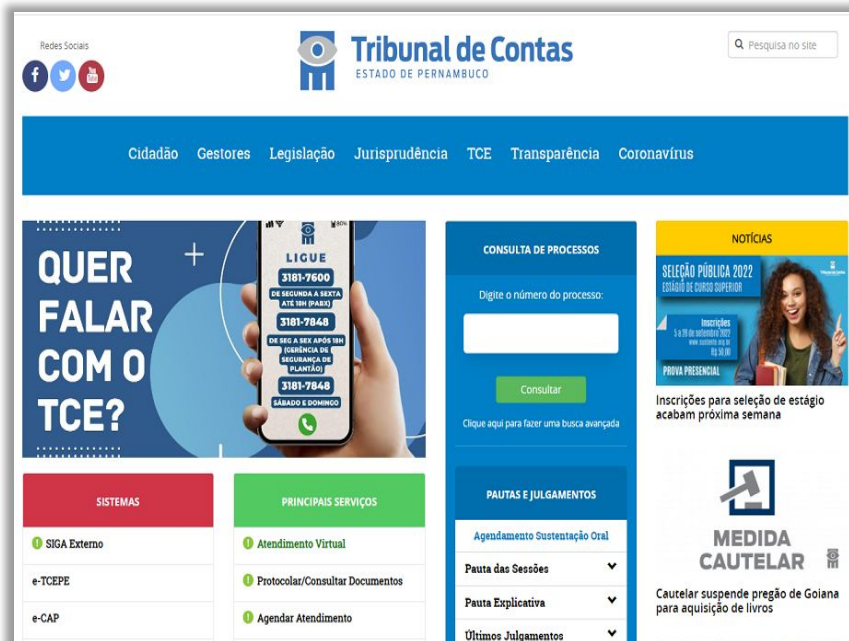 Redes Sociais
Tribunal de Contas
ESTADO DE PERNAMBUCO
Pesquisa no site
Cidadão Gestores Legislação Jurisprudência TCE Transparência Coronavírus
QUER
FALAR
COM O
TCE?
80%
LIGUE
3181-7600
DE SEGUNDA A SEXTA
ATÉ 18H (PABX)
3181-7848
DE SEG A SEX APÓS 18H
(GERÊNCIA DE
SEGURANÇA DE
PLANTÃO)
3181-7848
SÁBADO E DOMINGO
SISTEMAS
SIGA Externo
e-TCEPE
e-CAP
PRINCIPAIS SERVIÇOS
Atendimento Virtual
Protocolar/Consultar Documentos
Agendar Atendimento
CONSULTA DE PROCESSOS
Digite o número do processo:
Consultar
Clique aqui para fazer uma busca avançada
PAUTAS E JULGAMENTOS
Agendamento Sustentação Oral
Pauta das Sessões
Pauta Explicativa
Últimos Julgamentos
NOTÍCIAS
SELEÇÃO PÚBLICA 2022
ESTÁGIO DE CURSO SUPERIOR
Inscrições
R$ 50,00
PROVA PRESENCIAL
Inscrições para seleção de estágio
acabam próxima semana
MEDIDA
CAUTELAR
Cautelar suspende pregão de Goiana
para aquisição de livros